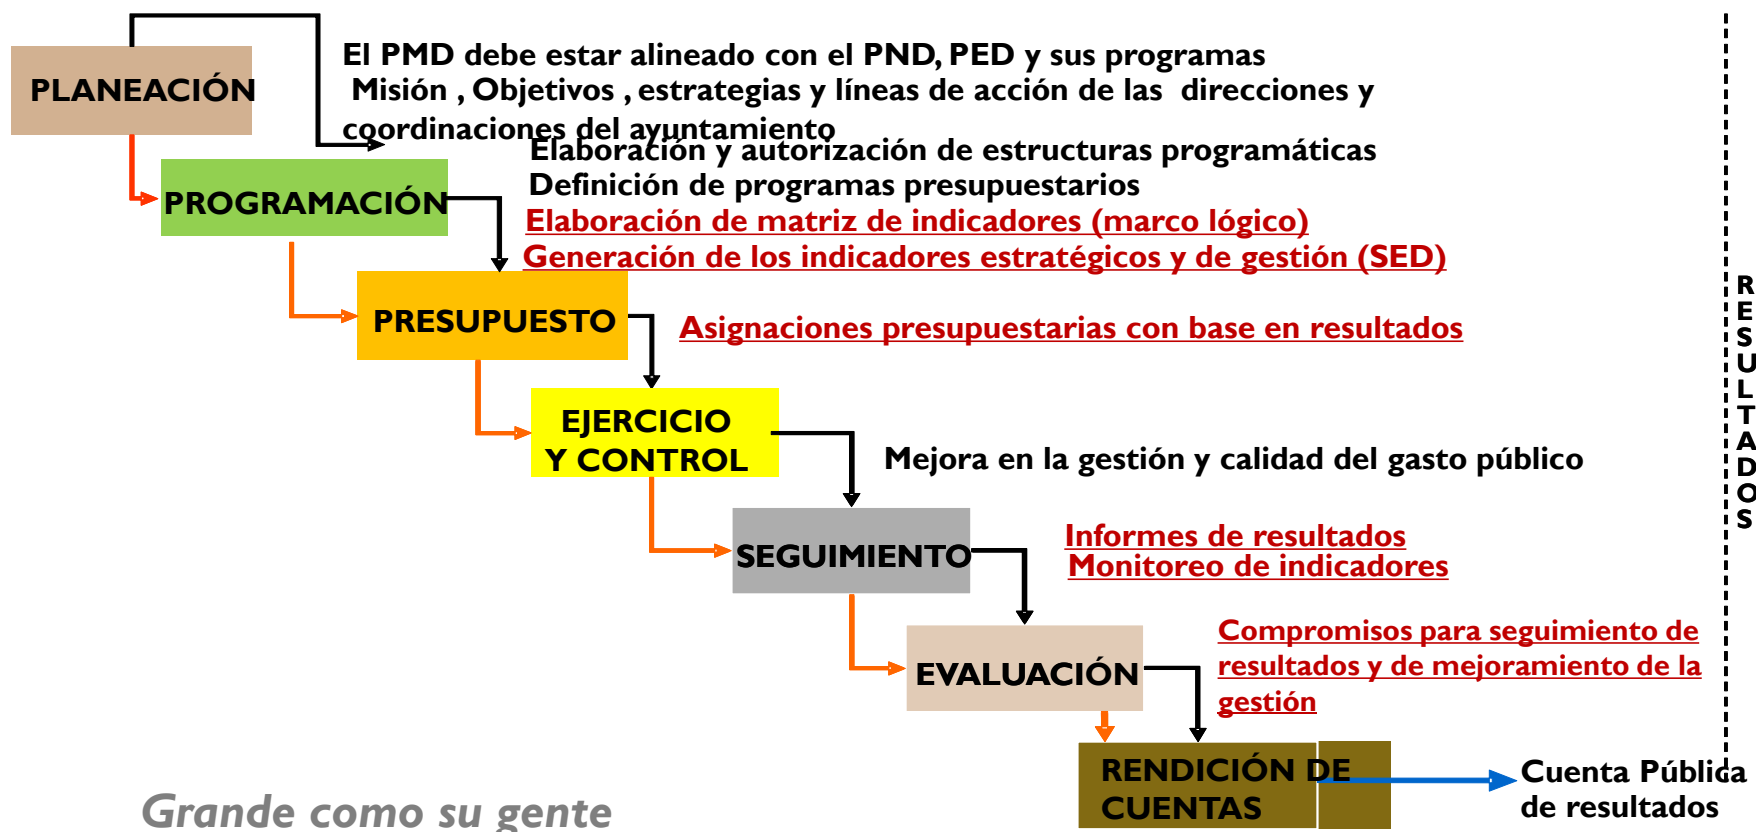 PLANEACIÓN
El PMD debe estar alineado con el PND, PED y sus programas
Misión , Objetivos , estrategias y líneas de acción de las direcciones y
coordinaciones del ayuntamiento
PROGRAMACIÓN
Elaboración y autorización de estructuras programáticas
Definición de programas presupuestarios
Elaboración de matriz de indicadores (marco lógico)
Generación de los indicadores estratégicos y de gestión (SED)
PRESUPUESTO
Asignaciones presupuestarias con base en resultados
EJERCICIO
Y CONTROL
Mejora en la gestión y calidad del gasto público
SEGUIMIENTO
Informes de resultados
Monitoreo de indicadores
EVALUACIÓN
Compromisos para seguimiento de
resultados y de mejoramiento de la
gestión
RENDICIÓN DE
CUENTAS
Cuenta Pública
de resultados
RESULTADOS
Grande como su gente